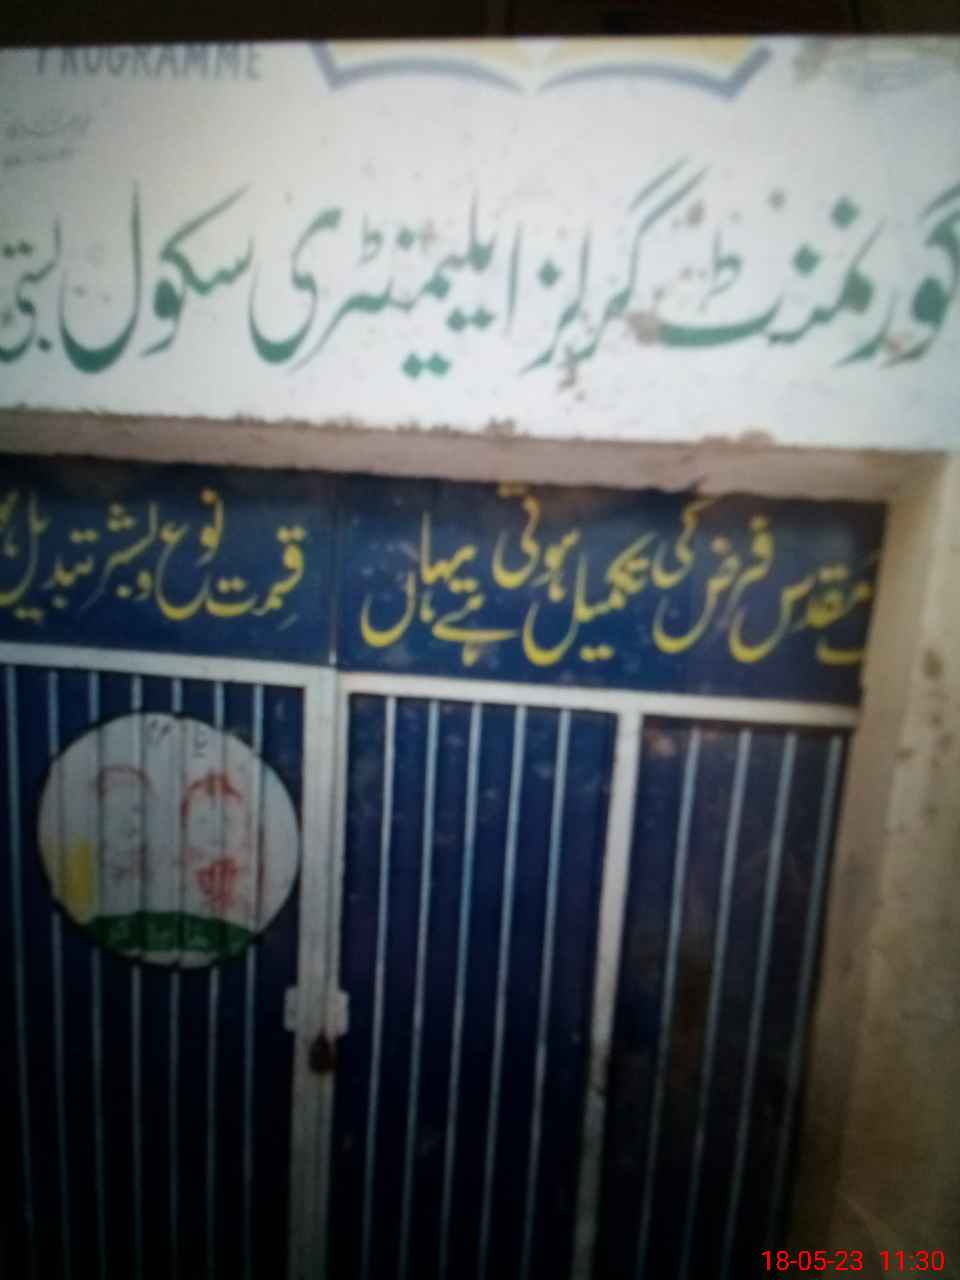 PROGRAMME
گورنمنٹ گرلز ایلیمنٹری سکول بستی
مقدس فرض کی تکمیل ہوتی ہے یہاں
قسمت نوع و بشر تبدیل
18-05-23 11:30